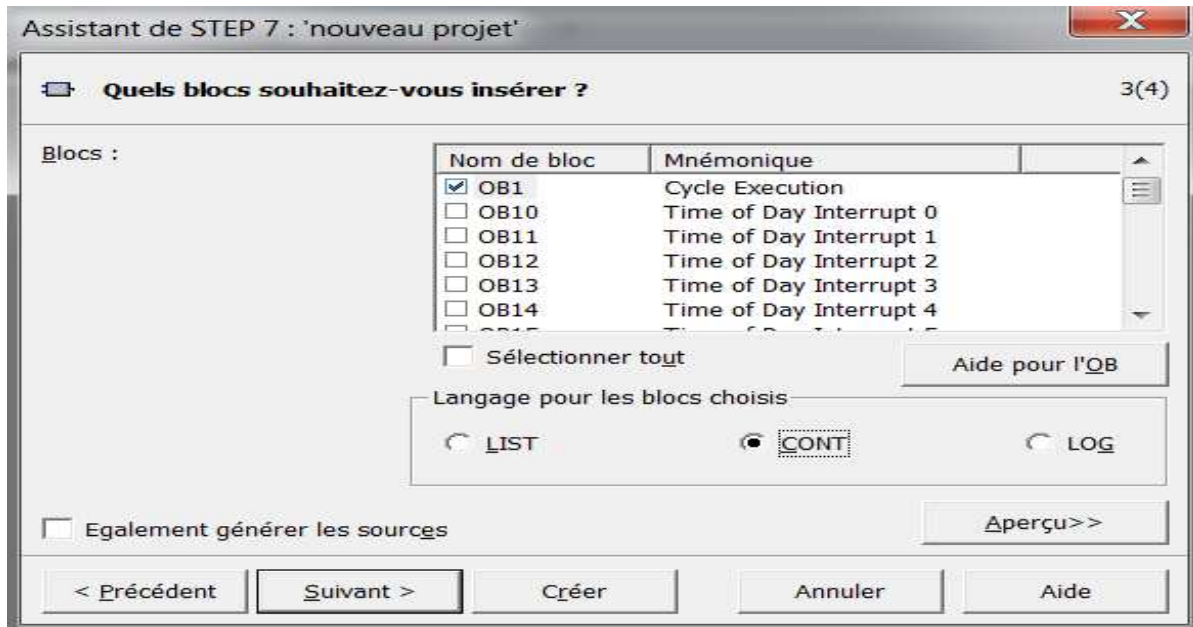 Assistant de STEP 7 : 'nouveau projet'
Quels blocs souhaitez-vous insérer ? 3(4)
Blocs :
Nom de bloc Mnémonique
OB1 Cycle Execution
OB10 Time of Day Interrupt 0
OB11 Time of Day Interrupt 1
OB12 Time of Day Interrupt 2
OB13 Time of Day Interrupt 3
OB14 Time of Day Interrupt 4
Sélectionner tout
Aide pour l'OB
Langage pour les blocs choisis
LIST CONT LOG
Egalement générer les sources
Aperçu>>
< Précédent Suivant > Créer Annuler Aide